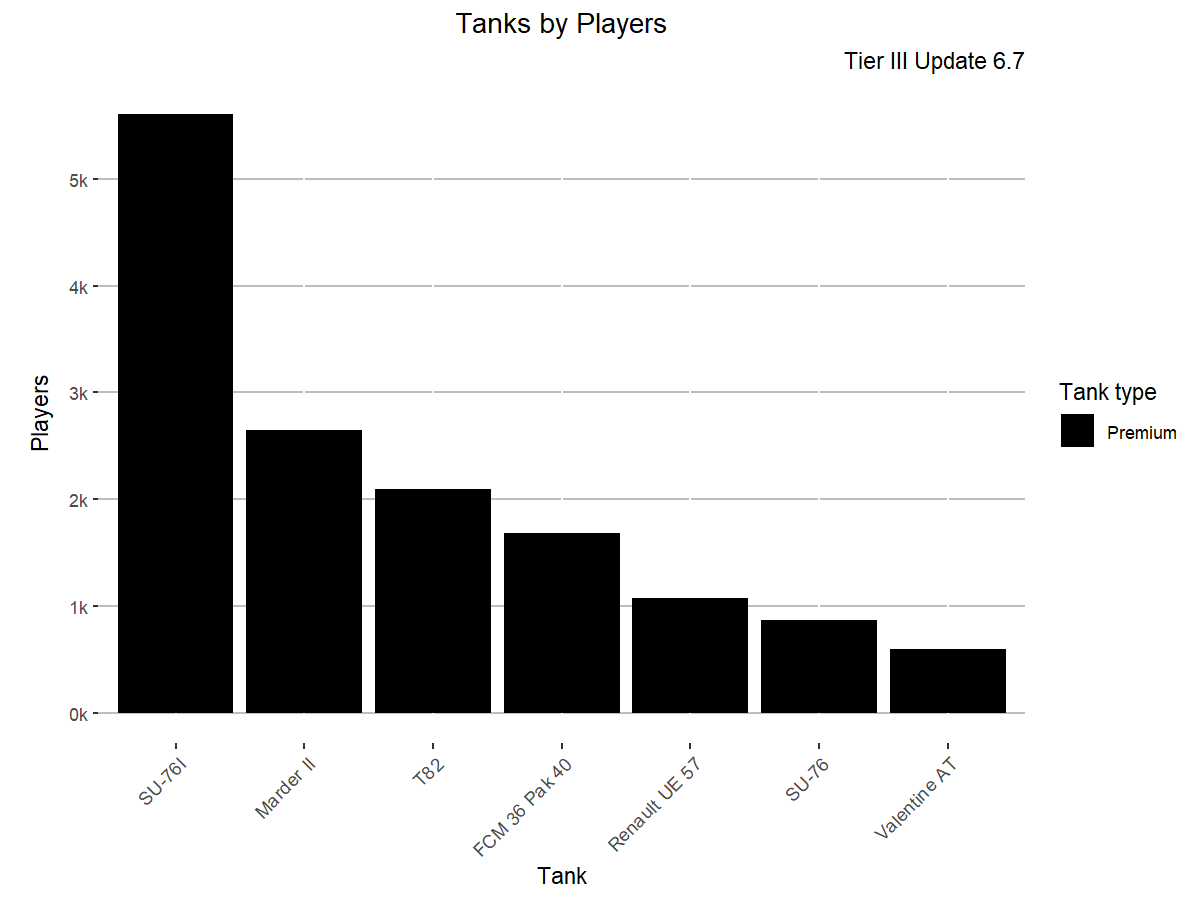 Tanks by Players
Tier III Update 6.7
5k
4k
3k
2k
1k
0k
Players
SU-76I
Marder II
T82
FCM 36 Pak 40
Renault UE 57
SU-76
Valentine AT
Tank
Tank type
Premium